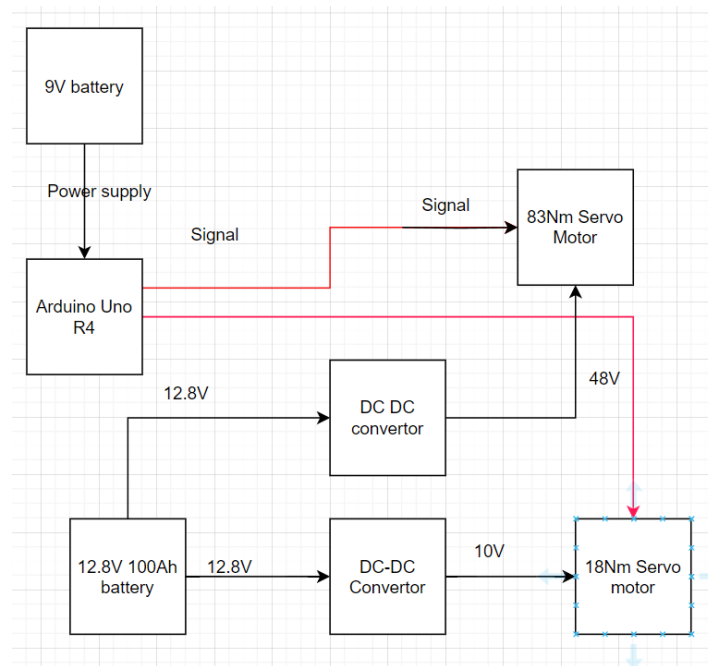 9V battery
Power supply
Signal
Signal
83Nm Servo
Motor
Arduino Uno
R4
12.8V
DC DC
convertor
48V
12.8V 100Ah
battery
12.8V
DC-DC
Convertor
10V
18Nm Servo
motor